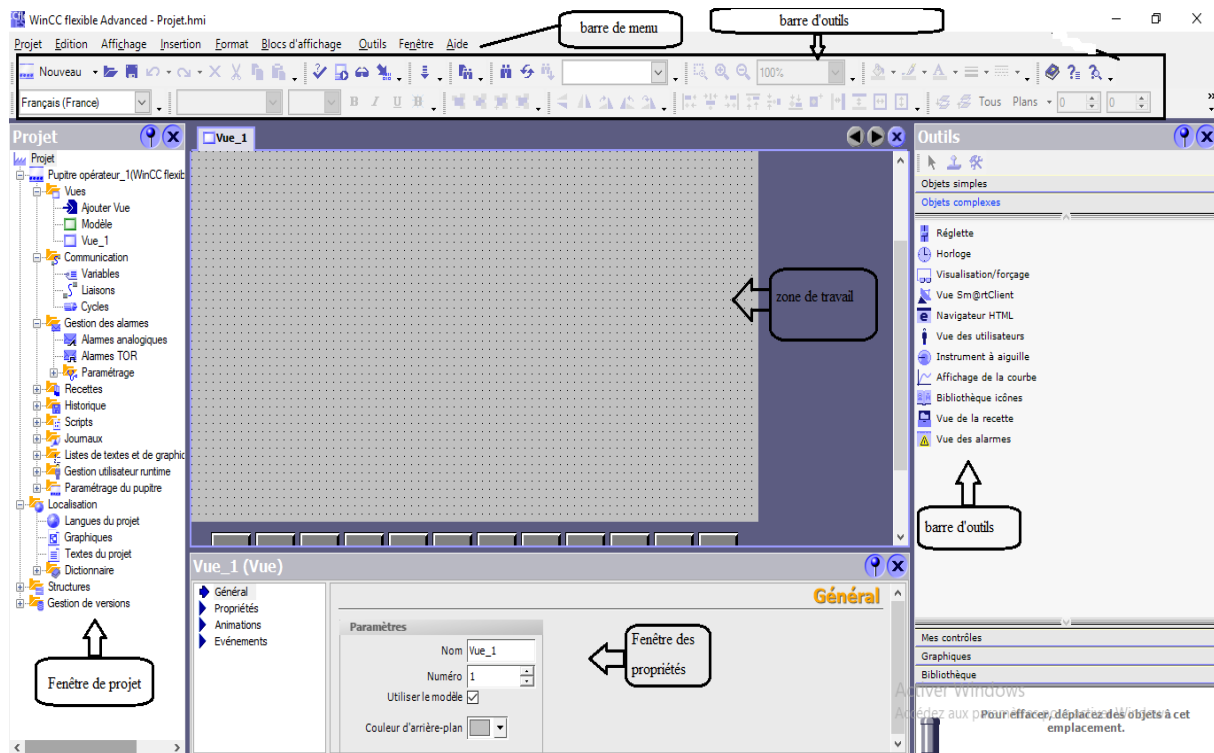 WinCC flexible Advanced - Projet.hmi
barre de menu
barre d'outils
Projet Edition Affichage Insertion Format Blocs d'affichage Outils Fenêtre Aide
Nouveau
100%
Français (France)
B I U B
Tous Plans 0 0
Projet
Projet
Pupitre opérateur_1(WinCC flexib
Vues
Ajouter Vue
Modèle
Vue_1
Communication
Variables
Liaisons
Cycles
Gestion des alarmes
Alarmes analogiques
Alarmes TOR
Paramétrage
Recettes
Historique
Scripts
Journaux
Listes de textes et de graphic
Gestion utilisateur runtime
Paramétrage du pupitre
Localisation
Langues du projet
Graphiques
Textes du projet
Dictionnaire
Structures
Gestion de versions
Fenêtre de projet
Vue_1
zone de travail
Vue_1 (Vue)
Général
Propriétés
Animations
Evénements
Général
Paramètres
Nom Vue_1
Numéro 1
Utiliser le modèle
Couleur d'arrière-plan
Fenêtre des
propriétés
Outils
Objets simples
Objets complexes
Réglette
Horloge
Visualisation/forçage
Vue Sm@rtClient
Navigateur HTML
Vue des utilisateurs
Instrument à aiguille
Affichage de la courbe
Bibliothèque icônes
Vue de la recette
Vue des alarmes
barre d'outils
Mes contrôles
Graphiques
Bibliothèque
Activer Windows
Pour effacer, déplacez des objets à cet
emplacement.